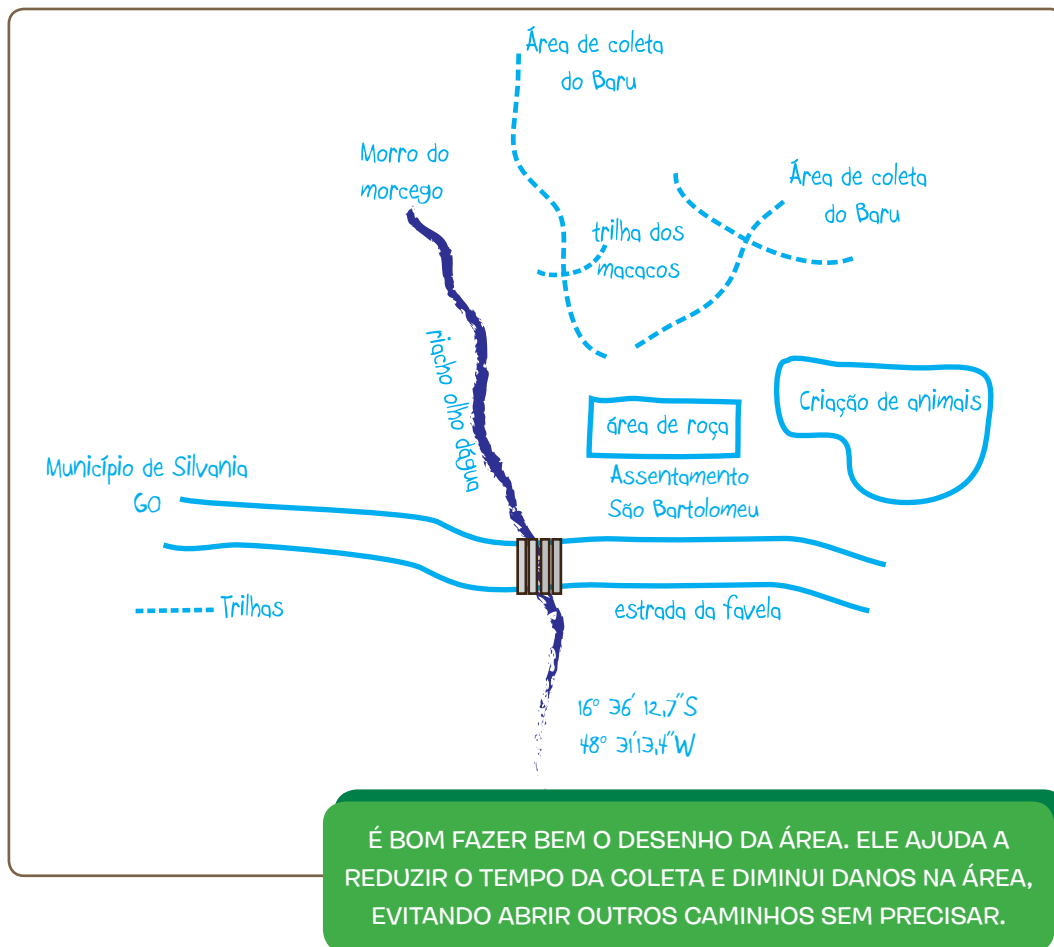 Área de coleta
do Baru
Morro do
morcego
Área de coleta
do Baru
trilha dos
macacos
riacho olho dágua
Criação de animais
área de roça
Município de Silvania
GO
Assentamento
São Bartolomeu
Trilhas
estrada da favela
16° 36' 12,7"S
48° 31'13,4"W
É BOM FAZER BEM O DESENHO DA ÁREA. ELE AJUDA A
REDUZIR O TEMPO DA COLETA E DIMINUI DANOS NA ÁREA,
EVITANDO ABRIR OUTROS CAMINHOS SEM PRECISAR.